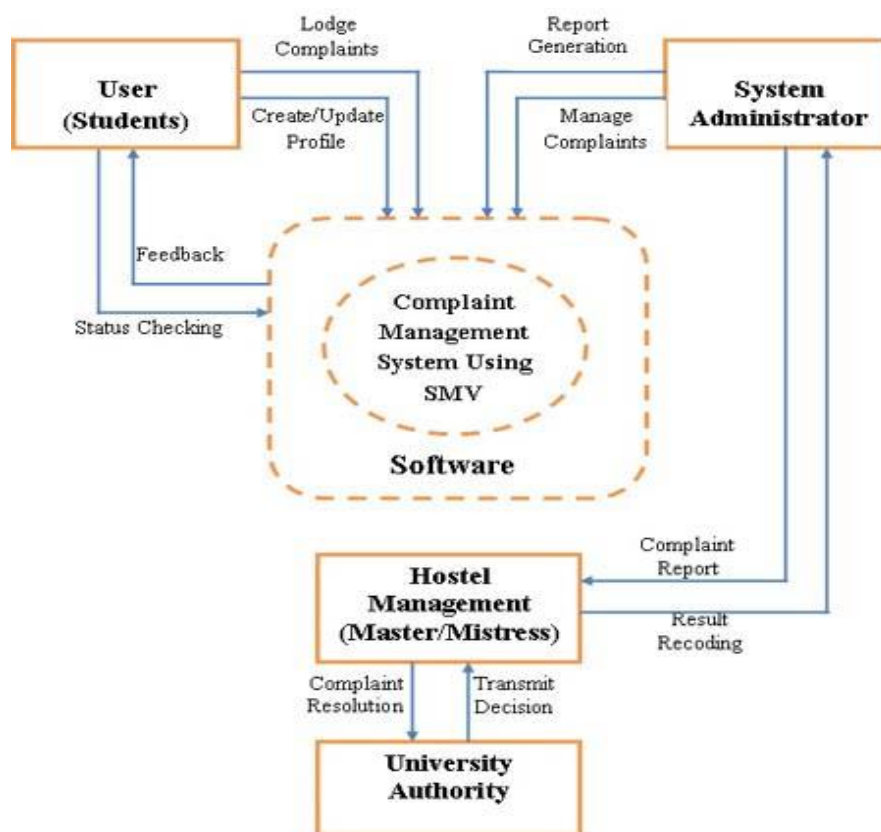 Lodge
Complaints
Report
Generation
User
(Students)
System
Administrator
Create/Update
Profile
Manage
Complaints
Feedback
Status Checking
Complaint
Management
System Using
SMV
Software
Complaint
Report
Hostel
Management
(Master/Mistress)
Result
Recoding
Complaint
Resolution
Transmit
Decision
University
Authority